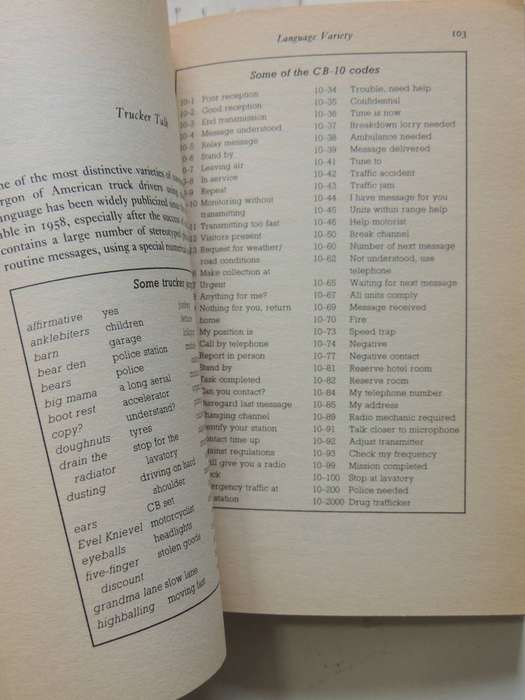 Trucker Talk
ne of the most distinctive varieties of
rgon of American truck drivers using
nguage has been widely publicized
ble in 1958, especially after the success
contains a large number of stereotyped
routine messages, using a special
Some trucker
affirmative yes
anklebiters children
barn garage
bear den police station
bears police
big mama a long aerial
boot rest accelerator
copy? understand?
doughnuts tyres
drain the stop for the
radiator lavatory
dusting driving on hard
shoulder
ears CB set
Evel Knievel motorcyclist
eyeballs headlights
five-finger stolen goods
discount
grandma lane slow lane
highballing moving fast
Language Variety 103
Some of the CB-10 codes
10-1 Poor reception
10-2 Good reception
10-3 End transmission
10-4 Message understood
0-5 Relay message
0-6 Stand by
0-7 Leaving air
-8 In service
-9 Repeat
-10 Monitoring without
transmitting
Transmitting too fast
Visitors present
Request for weather/
road conditions
Make collection at
Urgent
Anything for me?
Nothing for you, return
home
My position is
Call by telephone
Report in person
Stand by
Task completed
Can you contact?
isregard last message
hanging channel
entify your station
ontact time up
ainst regulations
ill give you a radio
ergency traffic at
station
10-34 Trouble, need help
10-35 Confidential
10-36 Time is now
10-37 Breakdown lorry needed
10-38 Ambulance needed
10-39 Message delivered
10-41 Tune to
10-42 Traffic accident
10-43 Traffic jam
10-44 I have message for you
10-45 Units within range help
10-46 Help motorist
10-50 Break channel
10-60 Number of next message
10-62 Not understood, use
telephone
10-65 Waiting for next message
10-67 All units comply
10-69 Message received
10-70 Fire
10-73 Speed trap
10-74 Negative
10-77 Negative contact
10-81 Reserve hotel room
10-82 Reserve room
10-84 My telephone number
10-85 My address
10-89 Radio mechanic required
10-91 Talk closer to microphone
10-92 Adjust transmitter
10-93 Check my frequency
10-99 Mission completed
10-100 Stop at lavatory
10-200 Police needed
10-2000 Drug trafficker